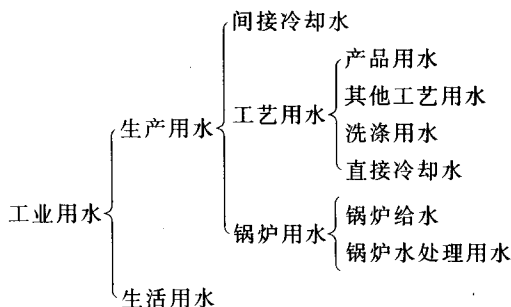 间接冷却水
产品用水
其他工艺用水
工艺用水
洗涤用水
生产用水
直接冷却水
工业用水
锅炉给水
锅炉用水
锅炉水处理用水
生活用水